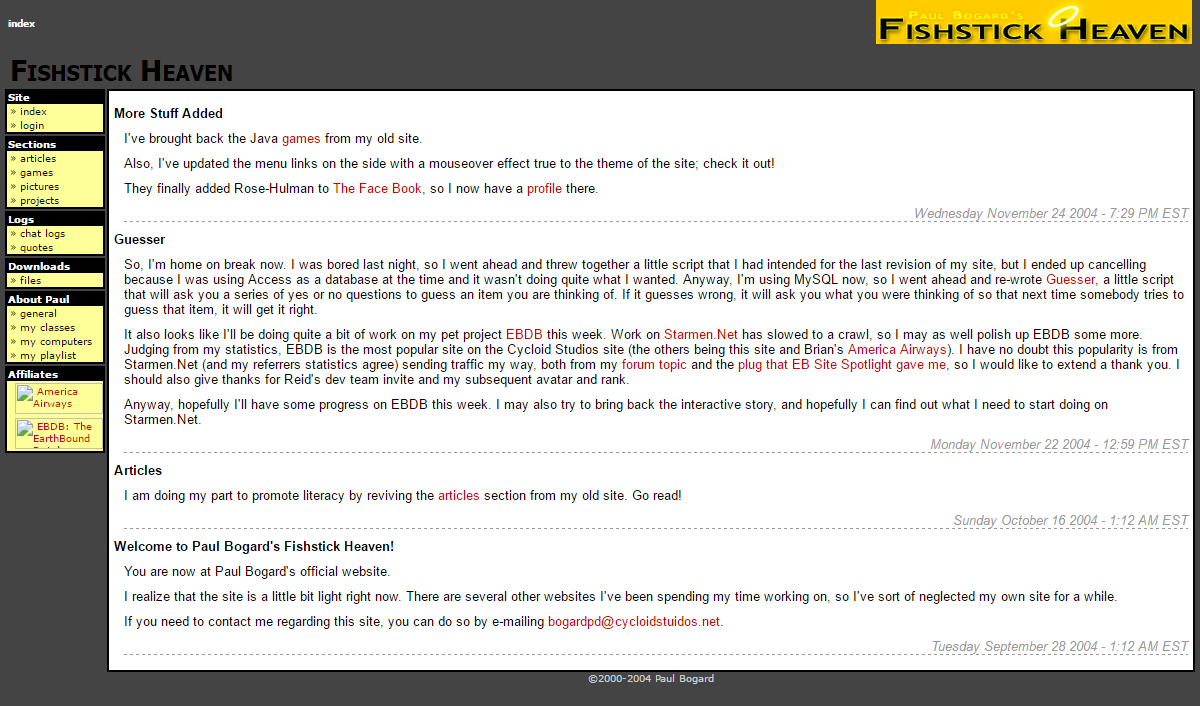 index
Paul Bogard's
Fishstick Heaven
Fishstick Heaven
Site
» index
» login
Sections
» articles
» games
» pictures
» projects
Logs
» chat logs
» quotes
Downloads
» files
About Paul
» general
» my classes
» my computers
» my playlist
Affiliates
America
Airways
EBDB: The
EarthBound
More Stuff Added
I've brought back the Java games from my old site.
Also, I've updated the menu links on the side with a mouseover effect true to the theme of the site; check it out!
They finally added Rose-Hulman to The Face Book, so I now have a profile there.
Wednesday November 24 2004 - 7:29 PM EST
Guesser
So, I'm home on break now. I was bored last night, so I went ahead and threw together a little script that I had intended for the last revision of my site, but I ended up cancelling
because I was using Access as a database at the time and it wasn't doing quite what I wanted. Anyway, I'm using MySQL now, so I went ahead and re-wrote Guesser, a little script
that will ask you a series of yes or no questions to guess an item you are thinking of. If it guesses wrong, it will ask you what you were thinking of so that next time somebody tries to
guess that item, it will get it right.
It also looks like I'll be doing quite a bit of work on my pet project EBDB this week. Work on Starmen.Net has slowed to a crawl, so I may as well polish up EBDB some more.
Judging from my statistics, EBDB is the most popular site on the Cycloid Studios site (the others being this site and Brian's America Airways). I have no doubt this popularity is from
Starmen.Net (and my referrers statistics agree) sending traffic my way, both from my forum topic and the plug that EB Site Spotlight gave me, so I would like to extend a thank you. I
should also give thanks for Reid's dev team invite and my subsequent avatar and rank.
Anyway, hopefully I'll have some progress on EBDB this week. I may also try to bring back the interactive story, and hopefully I can find out what I need to start doing on
Starmen.Net.
Monday November 22 2004 - 12:59 PM EST
Articles
I am doing my part to promote literacy by reviving the articles section from my old site. Go read!
Sunday October 16 2004 - 1:12 AM EST
Welcome to Paul Bogard's Fishstick Heaven!
You are now at Paul Bogard's official website.
I realize that the site is a little bit light right now. There are several other websites I've been spending my time working on, so I've sort of neglected my own site for a while.
If you need to contact me regarding this site, you can do so by e-mailing bogardpd@cycloidstuidos.net.
Tuesday September 28 2004 - 1:12 AM EST
©2000-2004 Paul Bogard